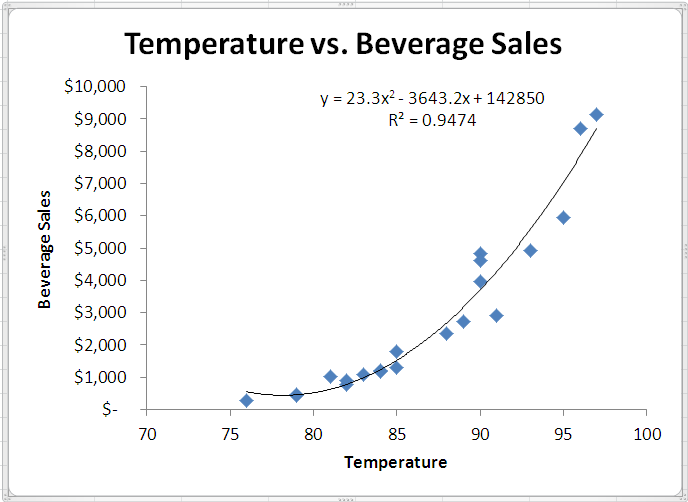 Temperature vs. Beverage Sales
y = 23.3x² - 3643.2x + 142850
R² = 0.9474
$10,000
$9,000
$8,000
$7,000
$6,000
$5,000
$4,000
$3,000
$2,000
$1,000
$-
Beverage Sales
70 75 80 85 90 95 100
Temperature